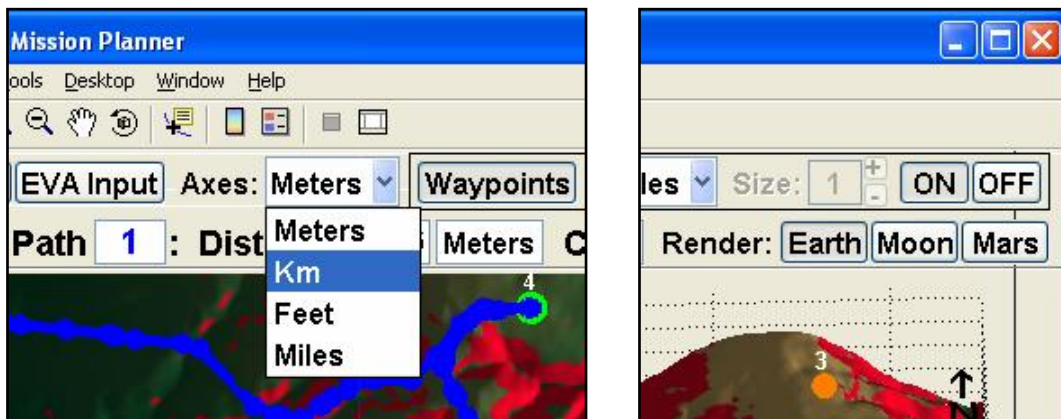 Mission Planner
ools Desktop Window Help
EVA Input Axes: Meters Waypoints
Path 1 : Dist Meters C
Meters
Km
Feet
Miles
4
les Size: 1 + - ON OFF
Render: Earth Moon Mars
3